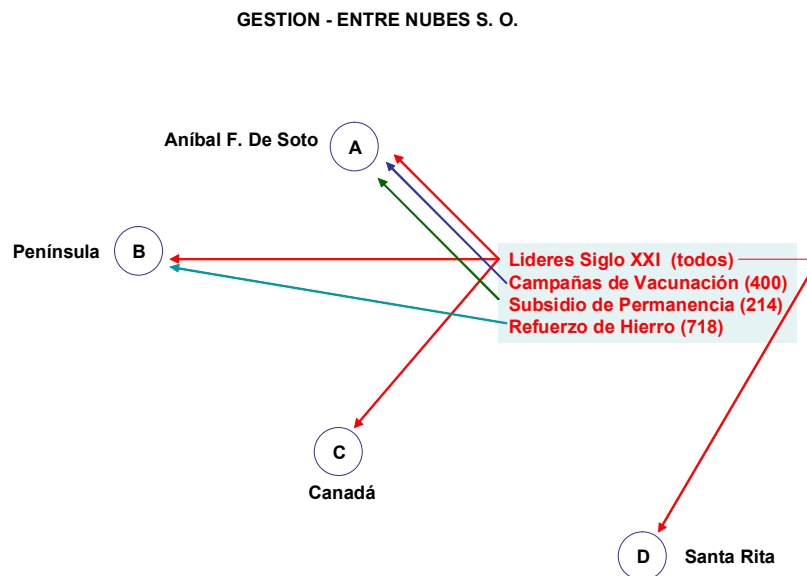 GESTION - ENTRE NUBES S. O.
Aníbal F. De Soto
A
Península
B
Lideres Siglo XXI (todos)
Campañas de Vacunación (400)
Subsidio de Permanencia (214)
Refuerzo de Hierro (718)
C
Canadá
D
Santa Rita